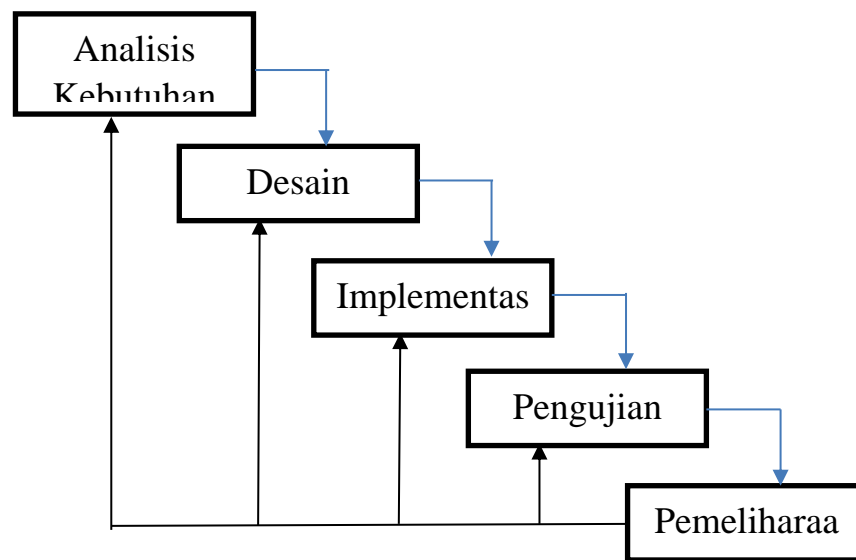 Analisis
Kebutuhan
Desain
Implementas
Pengujian
Pemeliharaa